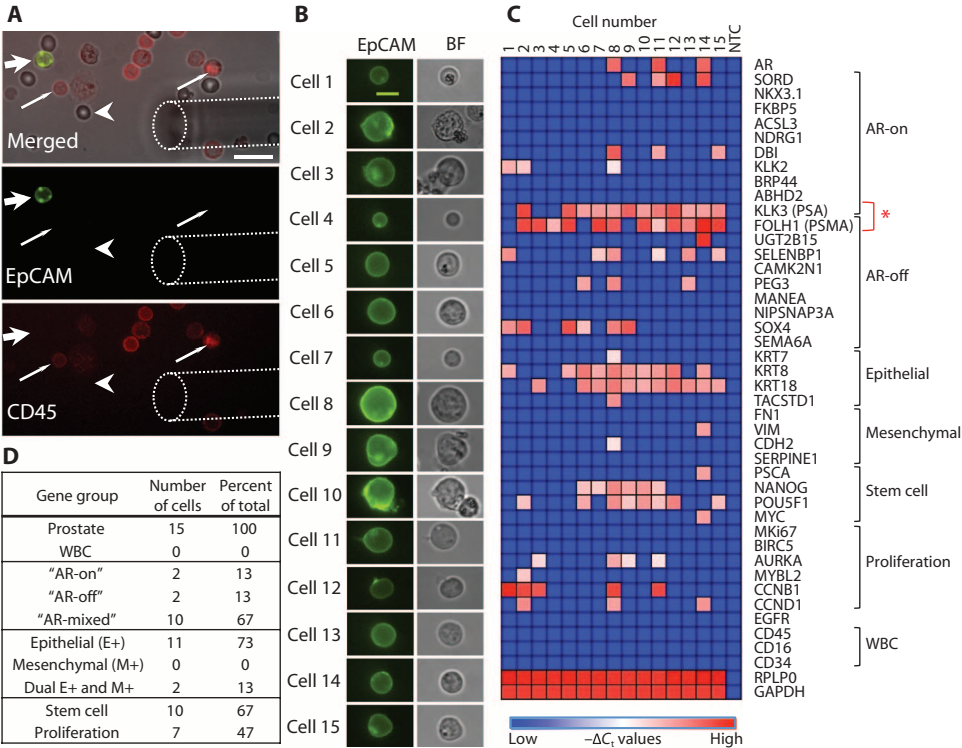 A
Merged
EpCAM
CD45
B
EpCAM BF
Cell 1
Cell 2
Cell 3
Cell 4
Cell 5
Cell 6
Cell 7
Cell 8
Cell 9
Cell 10
Cell 11
Cell 12
Cell 13
Cell 14
Cell 15
C
Cell number
1 2 3 4 5 6 7 8 9 10 11 12 13 14 15 NTC
AR
SORD
NKX3.1
FKBP5
ACSL3
NDRG1
DBI
KLK2
BRP44
ABHD2
KLK3 (PSA)
FOLH1 (PSMA)
UGT2B15
SELENBP1
CAMK2N1
PEG3
MANEA
NIPSNAP3A
SOX4
SEMA6A
KRT7
KRT8
KRT18
TACSTD1
FN1
VIM
CDH2
SERPINE1
PSCA
NANOG
POU5F1
MYC
MKi67
BIRC5
AURKA
MYBL2
CCNB1
CCND1
EGFR
CD45
CD16
CD34
RPLP0
GAPDH
AR-on
*
AR-off
Epithelial
Mesenchymal
Stem cell
Proliferation
WBC
Low −ΔCt values High
D
Gene group Number of cells Percent of total
Prostate 15 100
WBC 0 0
“AR-on” 2 13
“AR-off” 2 13
“AR-mixed” 10 67
Epithelial (E+) 11 73
Mesenchymal (M+) 0 0
Dual E+ and M+ 2 13
Stem cell 10 67
Proliferation 7 47